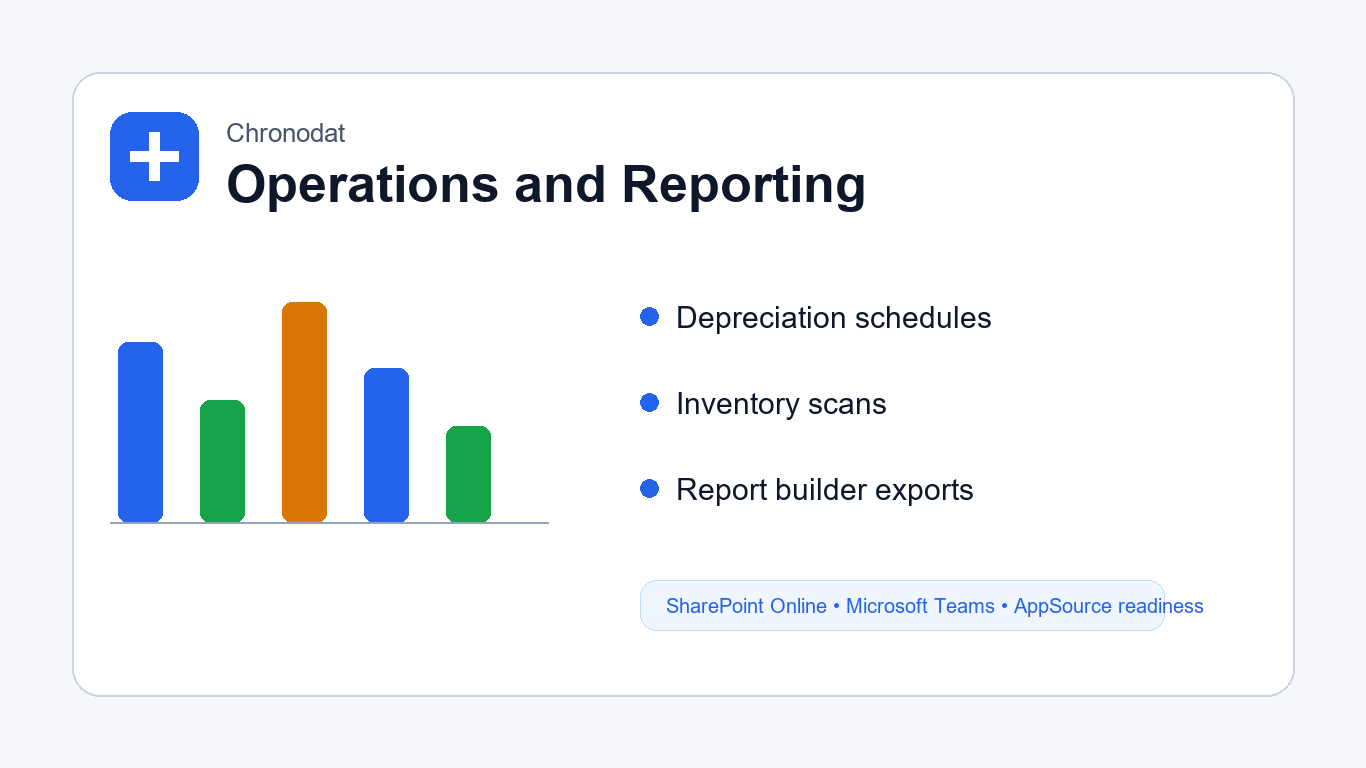 Chronodat
Operations and Reporting
Depreciation schedules
Inventory scans
Report builder exports
SharePoint Online • Microsoft Teams • AppSource readiness